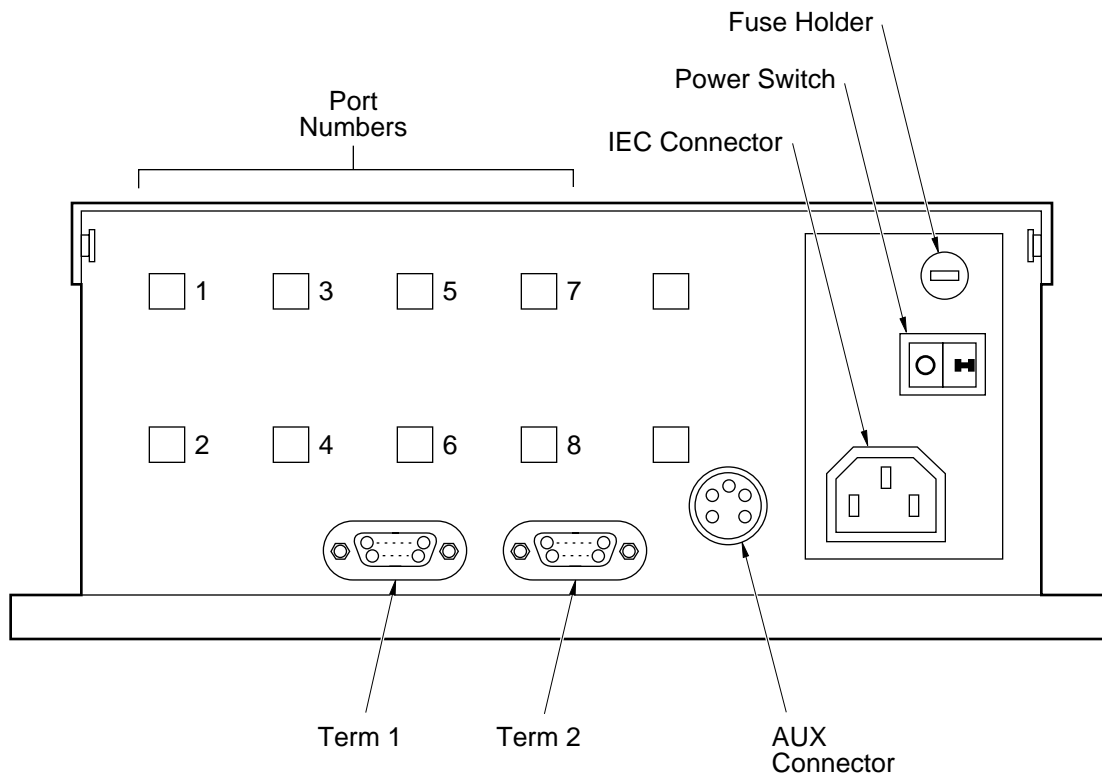 Fuse Holder
Power Switch
IEC Connector
Port
Numbers
1 3 5 7
2 4 6 8
Term 1 Term 2 AUX
Connector